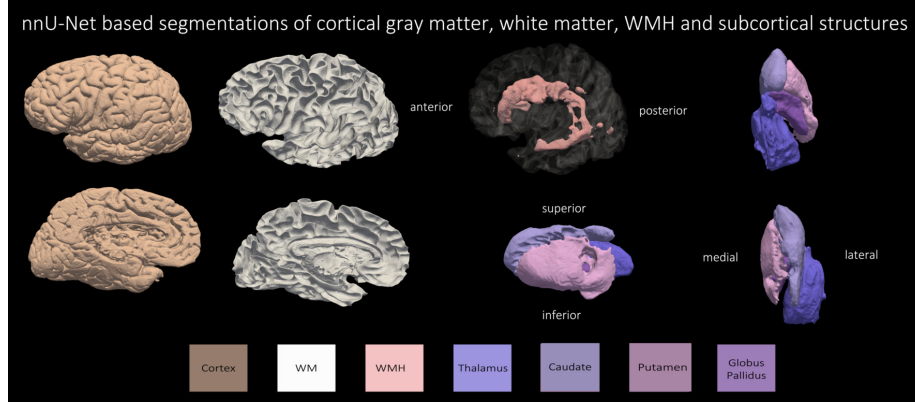 nnU-Net based segmentations of cortical gray matter, white matter, WMH and subcortical structures
anterior
posterior
superior
medial
lateral
inferior
Cortex
WM
WMH
Thalamus
Caudate
Putamen
Globus
Pallidus